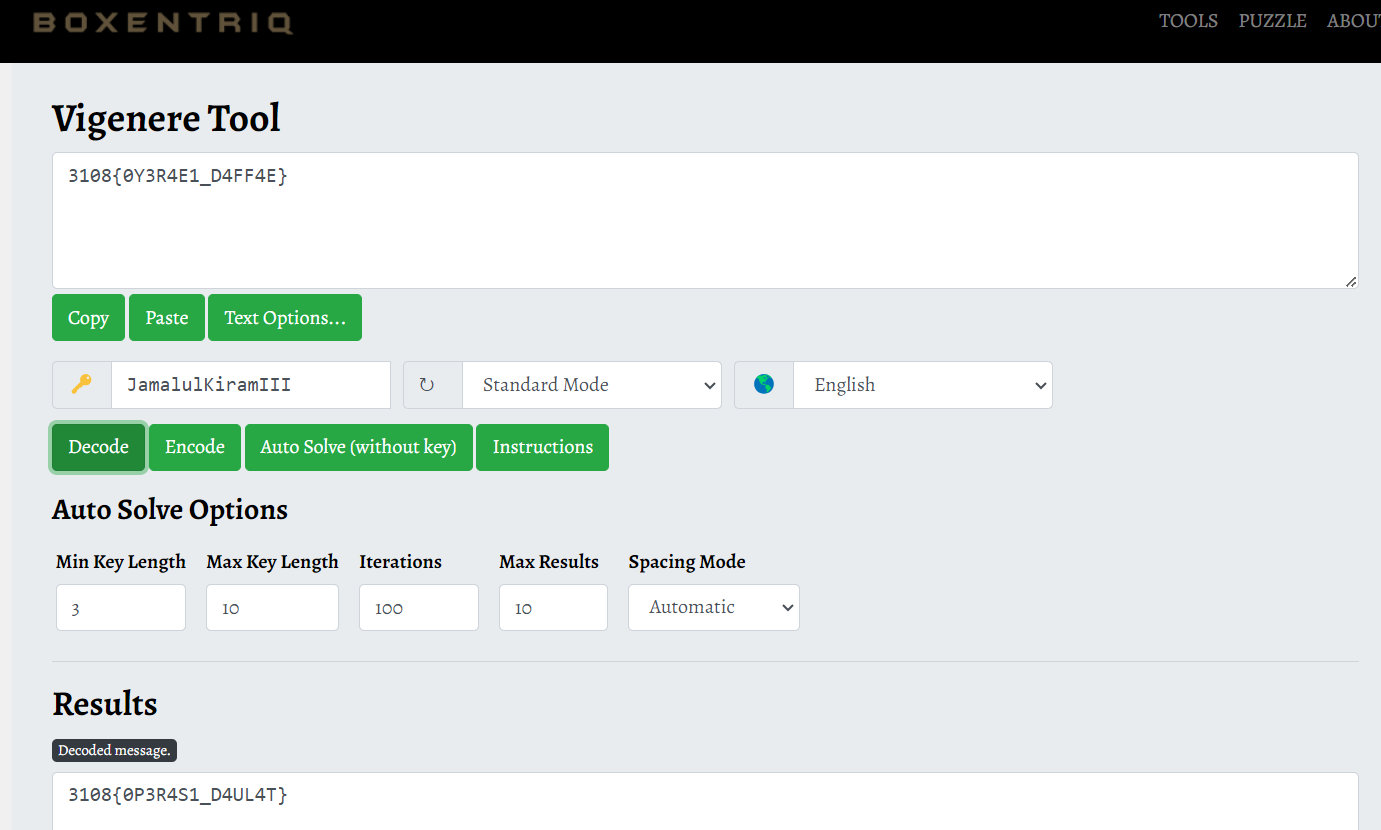 BOXENTRIQ
TOOLS PUZZLE ABOUT
Vigenere Tool
3108{0Y3R4E1_D4FF4E}
Copy Paste Text Options...
JamalulKiramIII Standard Mode English
Decode Encode Auto Solve (without key) Instructions
Auto Solve Options
Min Key Length Max Key Length Iterations Max Results Spacing Mode
3 10 100 10 Automatic
Results
Decoded message.
3108{0P3R4S1_D4UL4T}